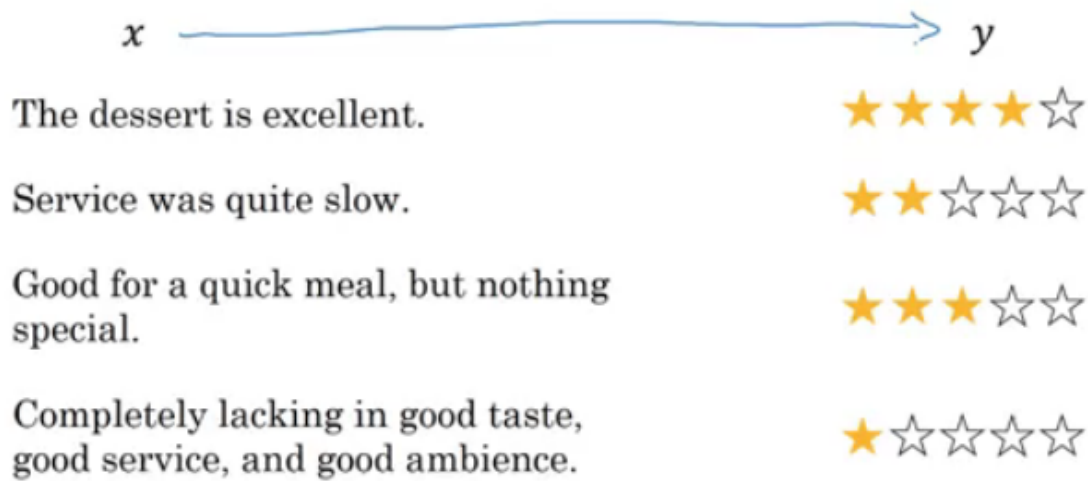 x y
The dessert is excellent.
Service was quite slow.
Good for a quick meal, but nothing
special.
Completely lacking in good taste,
good service, and good ambience.